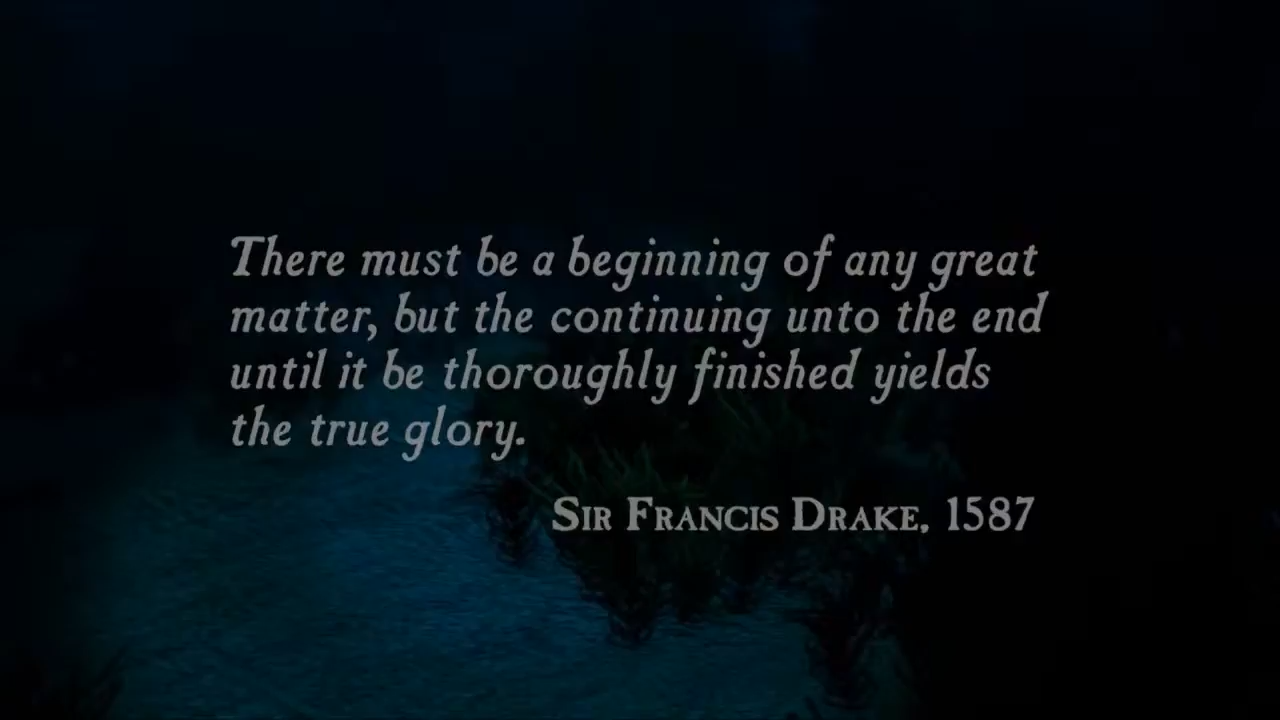 There must be a beginning of any great
matter, but the continuing unto the end
until it be thoroughly finished yields
the true glory.
Sir Francis Drake, 1587